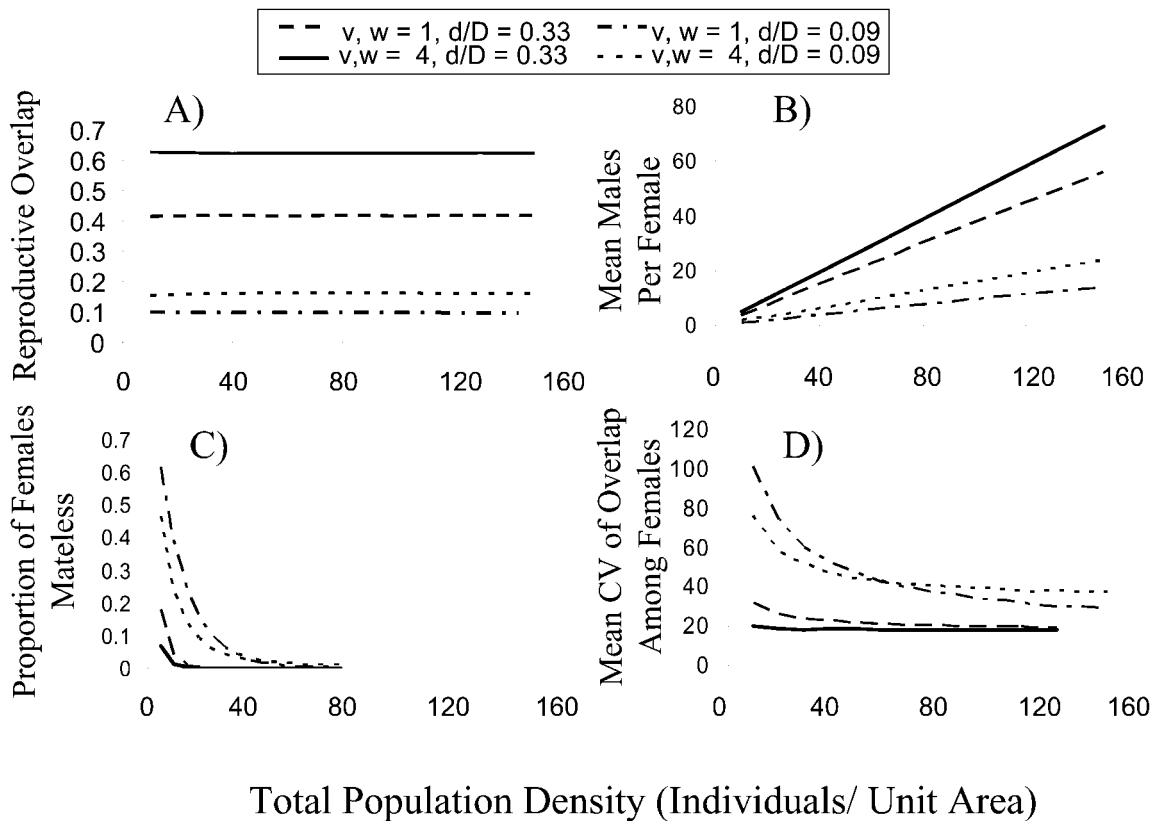 v, w = 1, d/D = 0.33 v, w = 1, d/D = 0.09
v,w = 4, d/D = 0.33 v,w = 4, d/D = 0.09
A)
Reproductive Overlap
0.7
0.6
0.5
0.4
0.3
0.2
0.1
0
0 40 80 120 160
B)
Mean Males
Per Female
80
60
40
20
0
0 40 80 120 160
C)
Proportion of Females
Mateless
0.7
0.6
0.5
0.4
0.3
0.2
0.1
0
0 40 80 120 160
D)
Mean CV of Overlap
Among Females
120
100
80
60
40
20
0
0 40 80 120 160
Total Population Density (Individuals/ Unit Area)